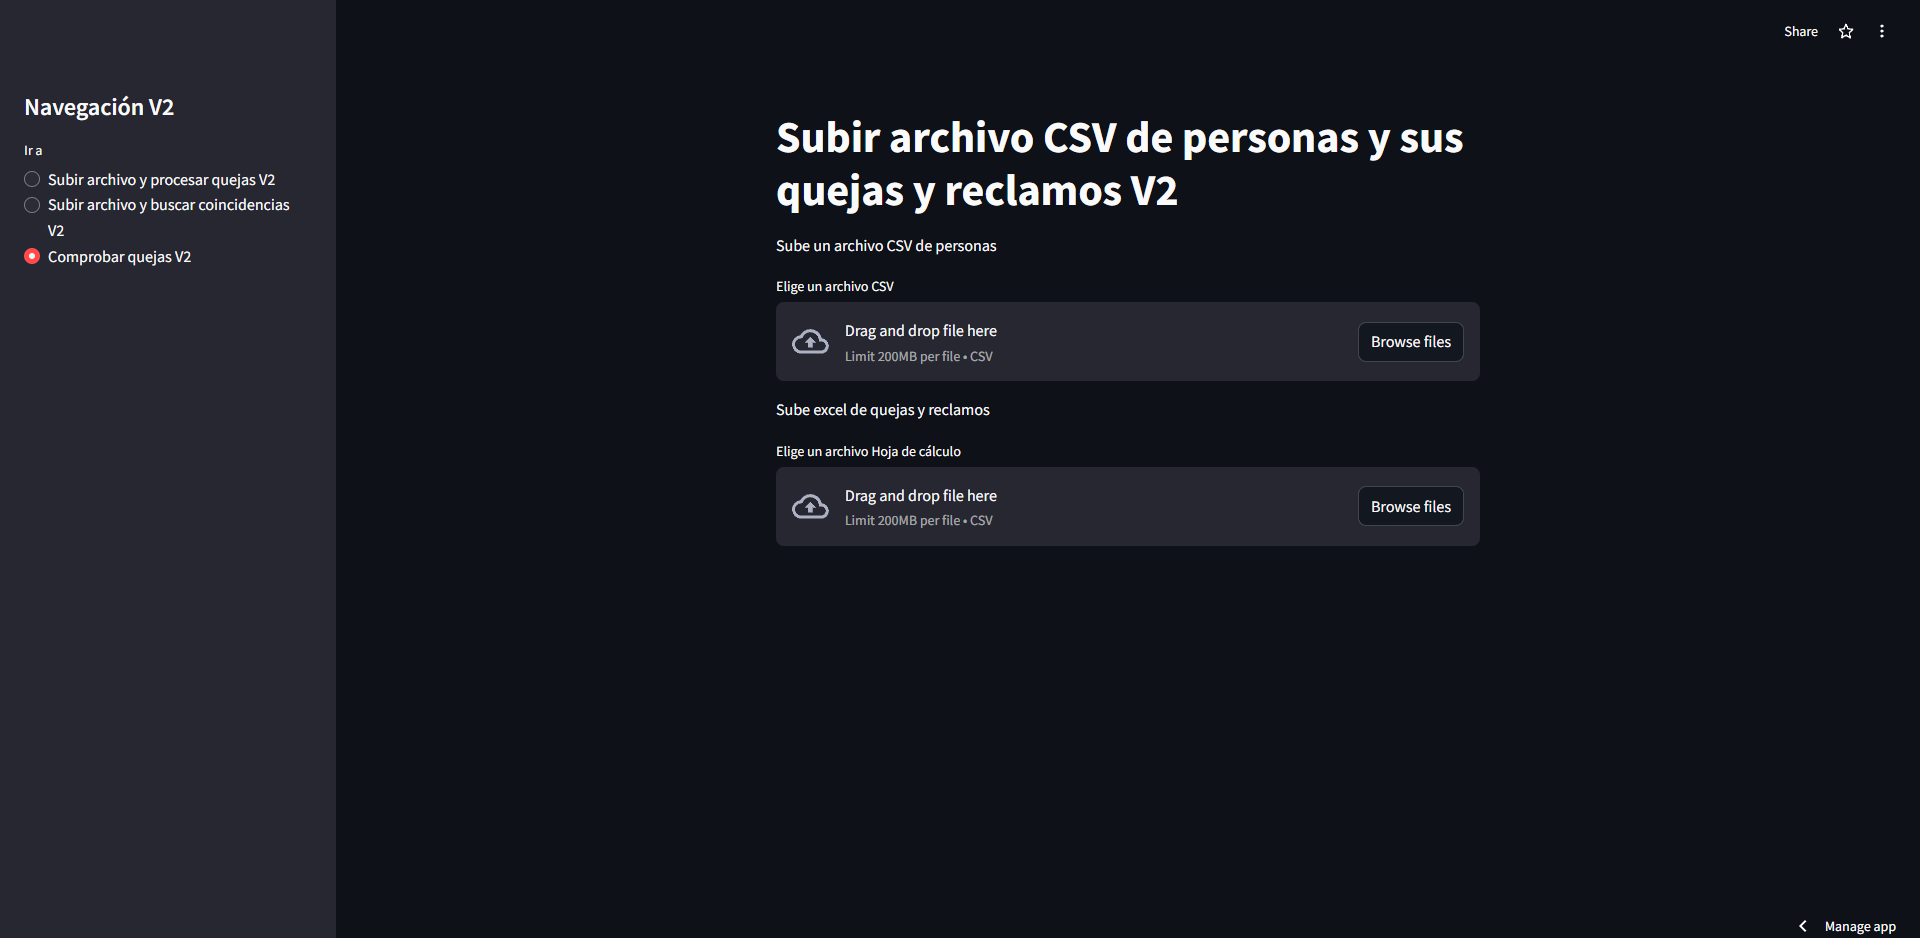 Share
Navegación V2
Ir a
Subir archivo y procesar quejas V2
Subir archivo y buscar coincidencias
V2
Comprobar quejas V2
Subir archivo CSV de personas y sus
quejas y reclamos V2
Sube un archivo CSV de personas
Elige un archivo CSV
Drag and drop file here
Limit 200MB per file • CSV
Browse files
Sube excel de quejas y reclamos
Elige un archivo Hoja de cálculo
Drag and drop file here
Limit 200MB per file • CSV
Browse files
Manage app